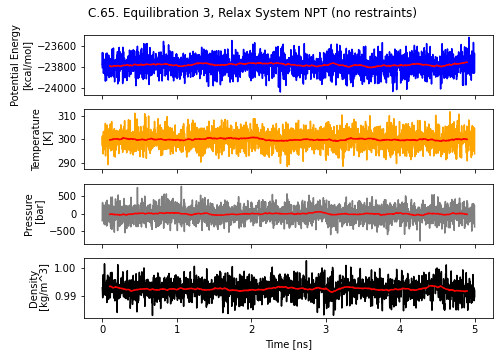 C.65. Equilibration 3, Relax System NPT (no restraints)
Potential Energy
[kcal/mol]
−23600
−23800
−24000
Temperature
[K]
310
300
290
Pressure
[bar]
500
0
−500
Density
[kg/m^3]
1.00
0.99
0
1
2
3
4
5
Time [ns]